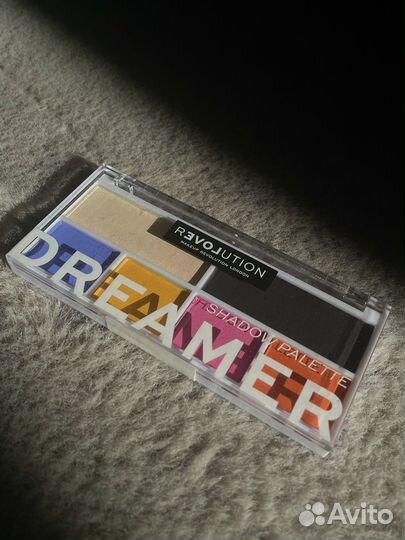 REVOLUTION
MAKEUP REVOLUTION LONDON
SHADOW PALETTE
DREAMER
Avito